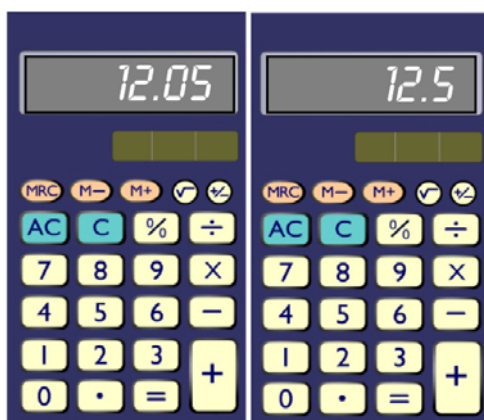 12.05
MRC M− M+ √ +/−
AC C % ÷
7 8 9 X
4 5 6 −
1 2 3 +
0 · =
12.5
MRC M− M+ √ +/−
AC C % ÷
7 8 9 X
4 5 6 −
1 2 3 +
0 · =